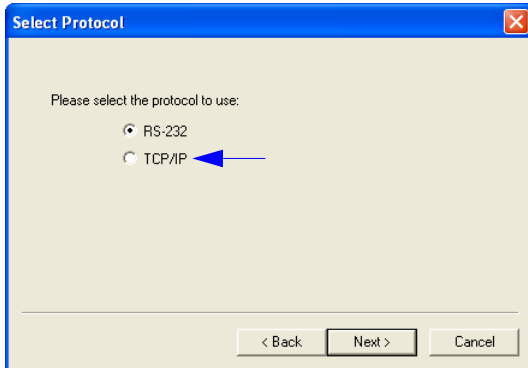 Select Protocol
Please select the protocol to use:
RS-232
TCP/IP
< Back Next > Cancel